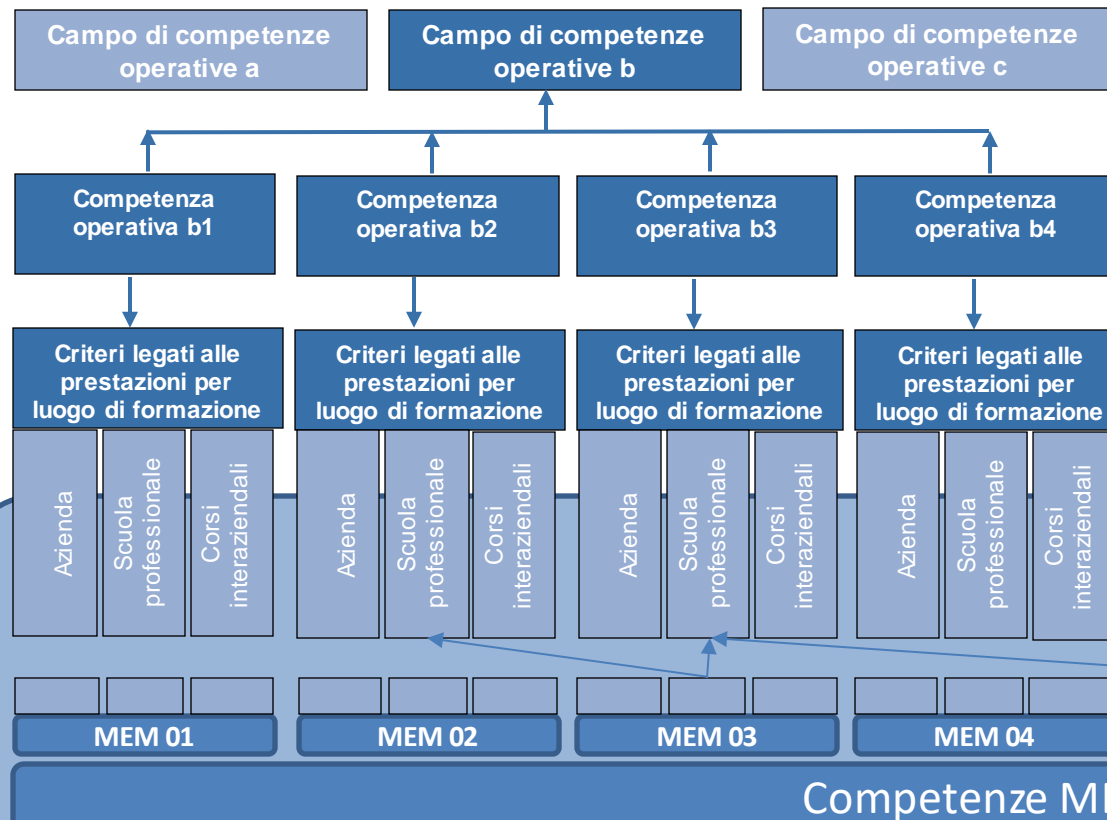 Campo di competenze
operative a
Campo di competenze
operative b
Campo di competenze
operative c
Competenza
operativa b1
Competenza
operativa b2
Competenza
operativa b3
Competenza
operativa b4
Criteri legati alle
prestazioni per
luogo di formazione
Criteri legati alle
prestazioni per
luogo di formazione
Criteri legati alle
prestazioni per
luogo di formazione
Criteri legati alle
prestazioni per
luogo di formazione
Azienda
Scuola
professionale
Corsi
interaziendali
Azienda
Scuola
professionale
Corsi
interaziendali
Azienda
Scuola
professionale
Corsi
interaziendali
Azienda
Scuola
professionale
Corsi
interaziendali
MEM 01
MEM 02
MEM 03
MEM 04
Competenze